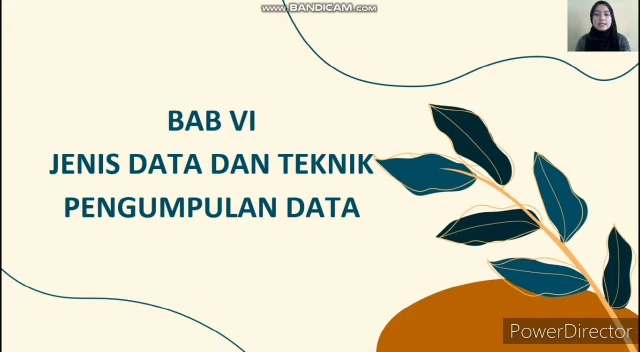 WWW.BANDICAM.COM
BAB VI
JENIS DATA DAN TEKNIK
PENGUMPULAN DATA
PowerDirector